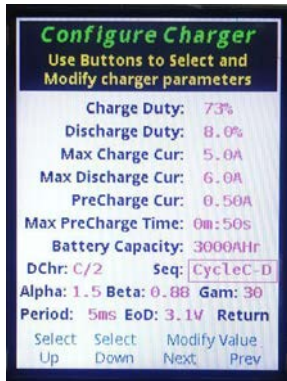 Configure Charger
Use Buttons to Select and
Modify charger parameters
Charge Duty: 73%
Discharge Duty: 8.0%
Max Charge Cur: 5.0A
Max Discharge Cur: 6.0A
PreCharge Cur: 0.50A
Max PreCharge Time: 0m:50s
Battery Capacity: 3000AHr
DChr: C/2 Seq: CycleC-D
Alpha: 1.5 Beta: 0.88 Gam: 30
Period: 5ms EoD: 3.1V Return
Select Select Modify Value
Up Down Next Prev